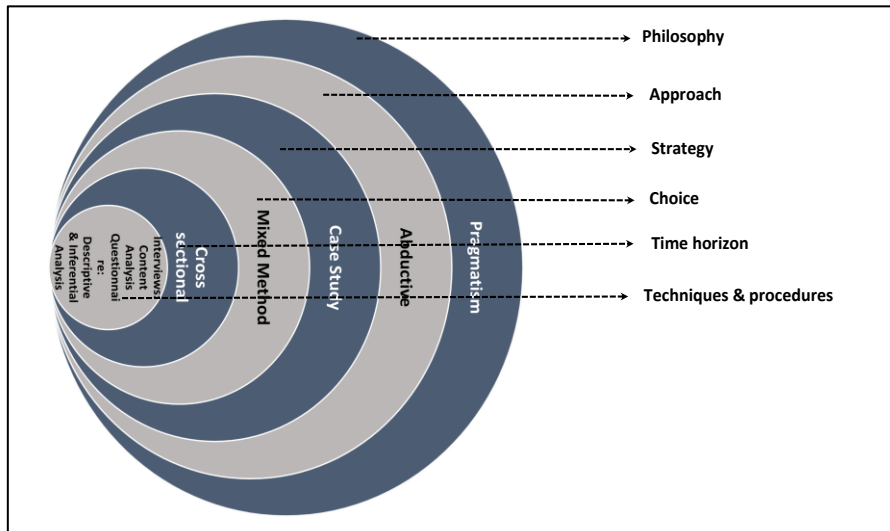 Philosophy
Approach
Strategy
Choice
Time horizon
Techniques & procedures
Pragmatism
Abductive
Case Study
Mixed Method
Cross
sectional
Interviews:
Content
Analysis
Questionnai
re:
Descriptive
& Inferential
Analysis